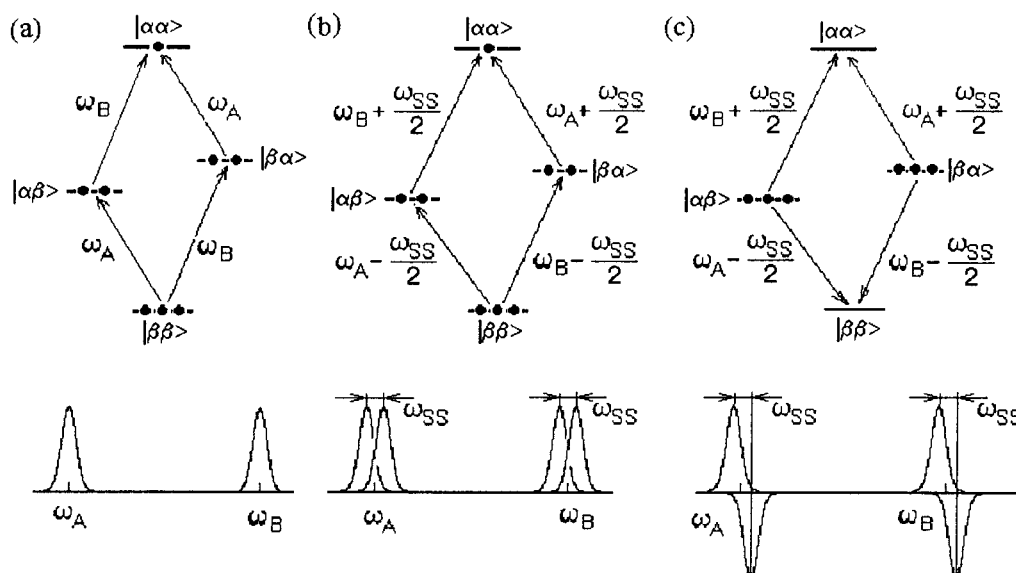 (a)
|αα>
ω_B
ω_A
|βα>
|αβ>
ω_A
ω_B
|ββ>
ω_A
ω_B
(b)
|αα>
ω_B + ω_SS/2
ω_A + ω_SS/2
|βα>
|αβ>
ω_A − ω_SS/2
ω_B − ω_SS/2
|ββ>
ω_SS
ω_SS
ω_A
ω_B
(c)
|αα>
ω_B + ω_SS/2
ω_A + ω_SS/2
|βα>
|αβ>
ω_A − ω_SS/2
ω_B − ω_SS/2
|ββ>
ω_SS
ω_SS
ω_A
ω_B